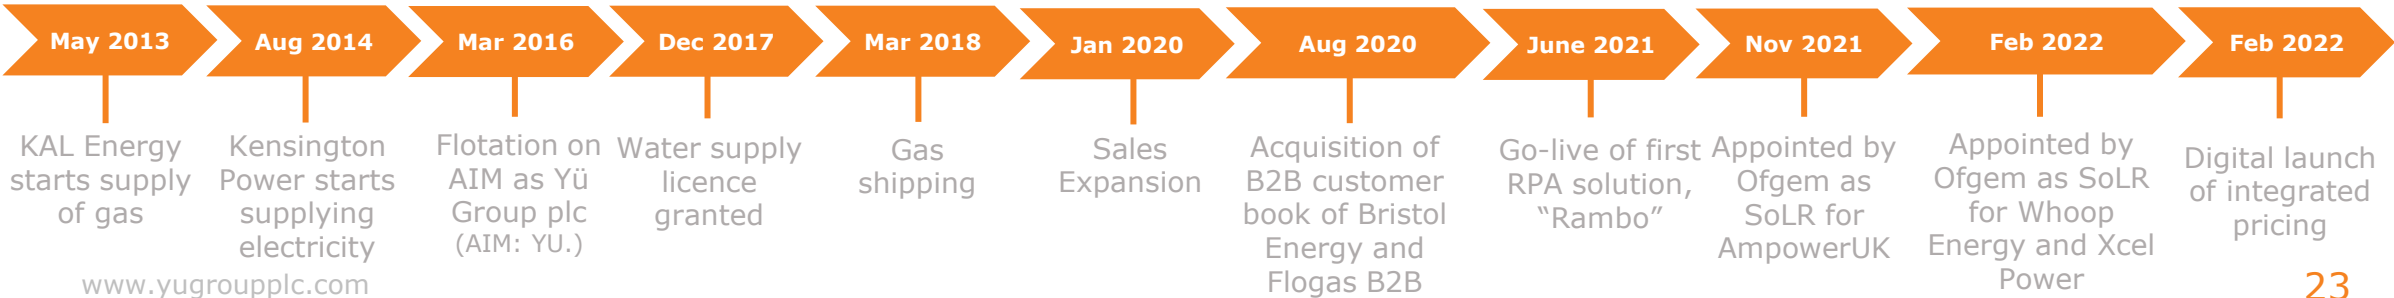 May 2013
KAL Energy
starts supply
of gas
Aug 2014
Kensington
Power starts
supplying
electricity
Mar 2016
Flotation on
AIM as Yü
Group plc
(AIM: YU.)
Dec 2017
Water supply
licence
granted
Mar 2018
Gas
shipping
Jan 2020
Sales
Expansion
Aug 2020
Acquisition of
B2B customer
book of Bristol
Energy and
Flogas B2B
June 2021
Go-live of first
RPA solution,
“Rambo”
Nov 2021
Appointed by
Ofgem as
SoLR for
AmpowerUK
Feb 2022
Appointed by
Ofgem as SoLR
for Whoop
Energy and Xcel
Power
Feb 2022
Digital launch
of integrated
pricing
www.yugroupplc.com
23